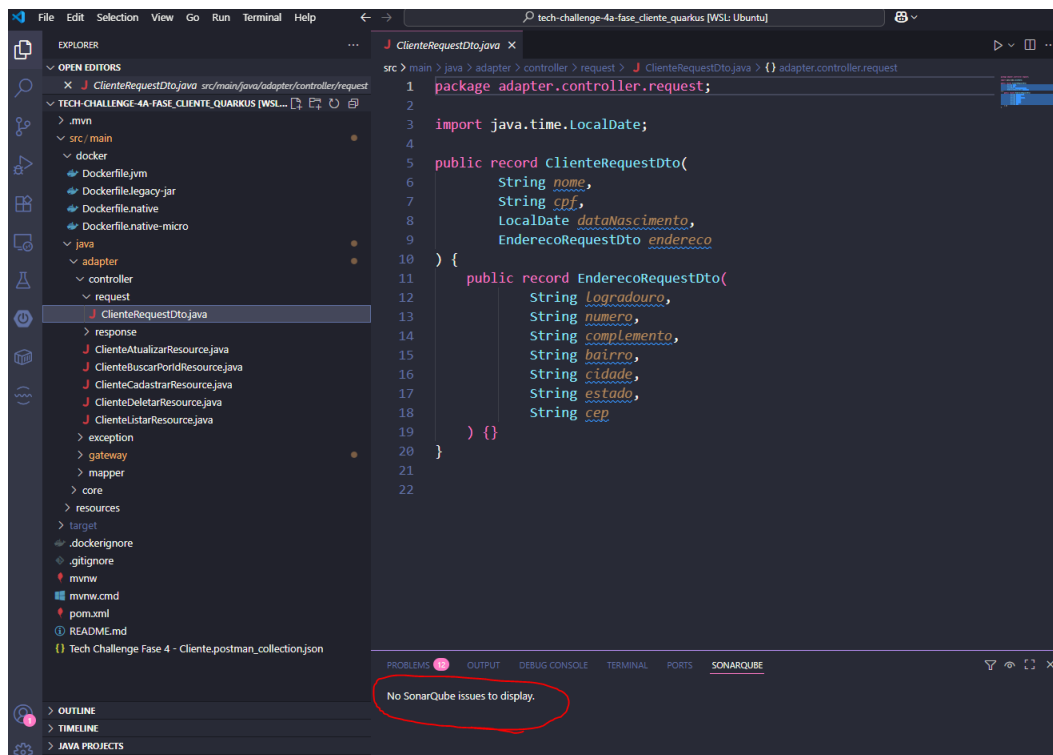 File Edit Selection View Go Run Terminal Help
tech-challenge-4a-fase_cliente_quarkus [WSL: Ubuntu]
EXPLORER
OPEN EDITORS
ClienteRequestDto.java src/main/java/adapter/controller/request
TECH-CHALLENGE-4A-FASE_CLIENTE_QUARKUS [WSL...
.mvn
src/main
docker
Dockerfile.jvm
Dockerfile.legacy-jar
Dockerfile.native
Dockerfile.native-micro
java
adapter
controller
request
ClienteRequestDto.java
response
ClienteAtualizarResource.java
ClienteBuscarPorIdResource.java
ClienteCadastrarResource.java
ClienteDeletarResource.java
ClienteListarResource.java
exception
gateway
mapper
core
resources
target
.dockerignore
.gitignore
mvnw
mvnw.cmd
pom.xml
README.md
{} Tech Challenge Fase 4 - Cliente.postman_collection.json
OUTLINE
TIMELINE
JAVA PROJECTS
1
ClienteRequestDto.java
src > main > java > adapter > controller > request > ClienteRequestDto.java > {} adapter.controller.request
1 package adapter.controller.request;
2
3 import java.time.LocalDate;
4
5 public record ClienteRequestDto(
6 String nome,
7 String cpf,
8 LocalDate dataNascimento,
9 EnderecoRequestDto endereco
10 ) {
11 public record EnderecoRequestDto(
12 String logradouro,
13 String numero,
14 String complemento,
15 String bairro,
16 String cidade,
17 String estado,
18 String cep
19 ) {}
20 }
21
22
PROBLEMS 12 OUTPUT DEBUG CONSOLE TERMINAL PORTS SONARQUBE
No SonarQube issues to display.